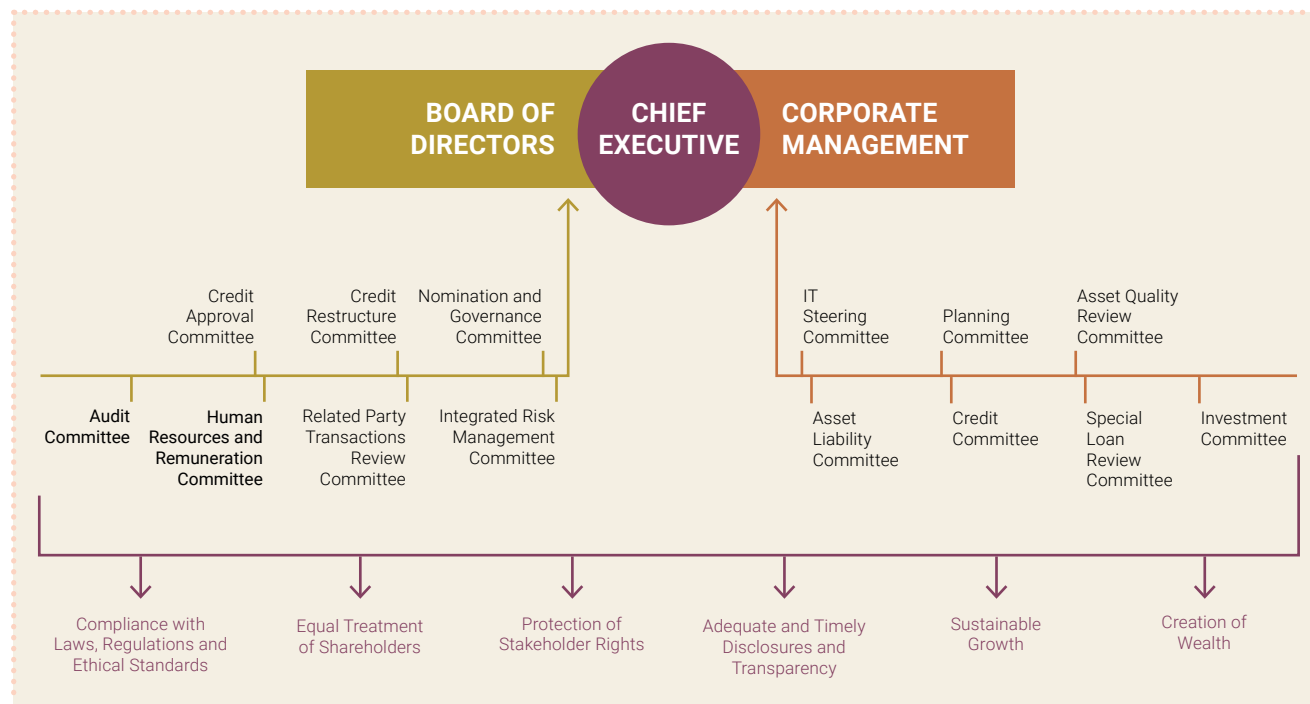 BOARD OF
DIRECTORS
CHIEF
EXECUTIVE
CORPORATE
MANAGEMENT
Credit
Approval
Committee
Credit
Restructure
Committee
Nomination and
Governance
Committee
IT
Steering
Committee
Planning
Committee
Asset Quality
Review
Committee
Audit
Committee
Human
Resources and
Remuneration
Committee
Related Party
Transactions
Review
Committee
Integrated Risk
Management
Committee
Asset
Liability
Committee
Credit
Committee
Special
Loan
Review
Committee
Investment
Committee
Compliance with
Laws, Regulations and
Ethical Standards
Equal Treatment
of Shareholders
Protection of
Stakeholder Rights
Adequate and Timely
Disclosures and
Transparency
Sustainable
Growth
Creation of
Wealth